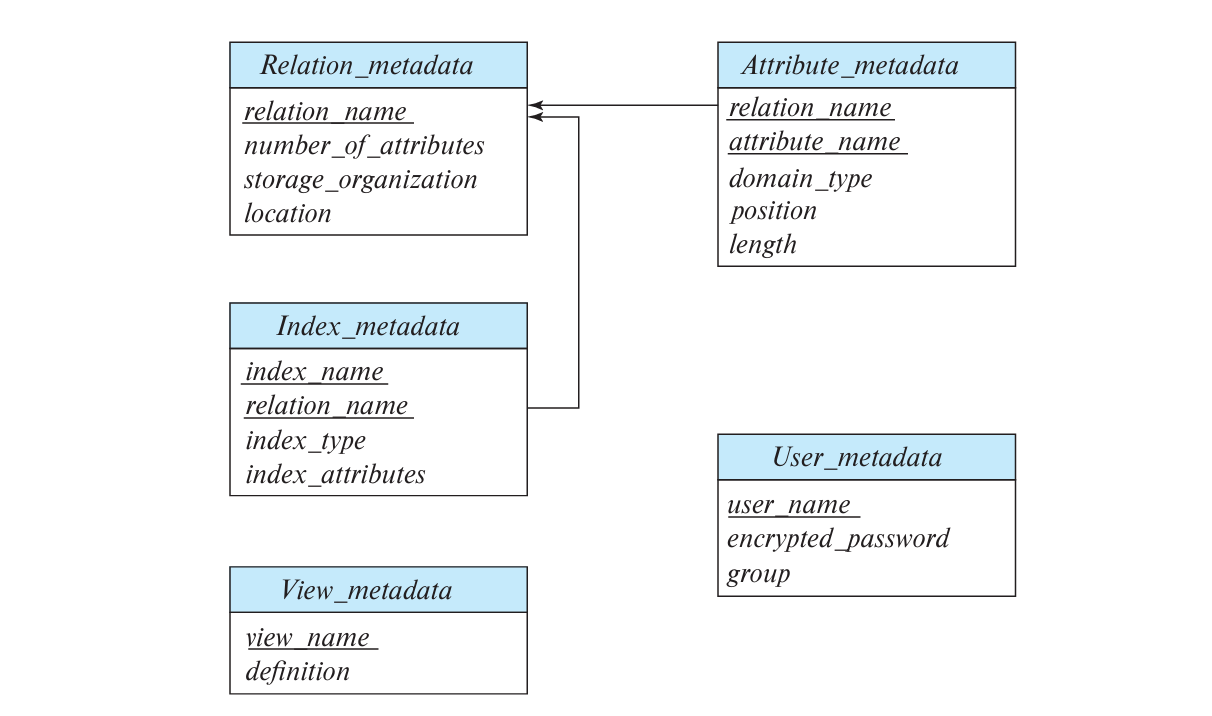 Relation_metadata
relation_name
number_of_attributes
storage_organization
location
Attribute_metadata
relation_name
attribute_name
domain_type
position
length
Index_metadata
index_name
relation_name
index_type
index_attributes
User_metadata
user_name
encrypted_password
group
View_metadata
view_name
definition